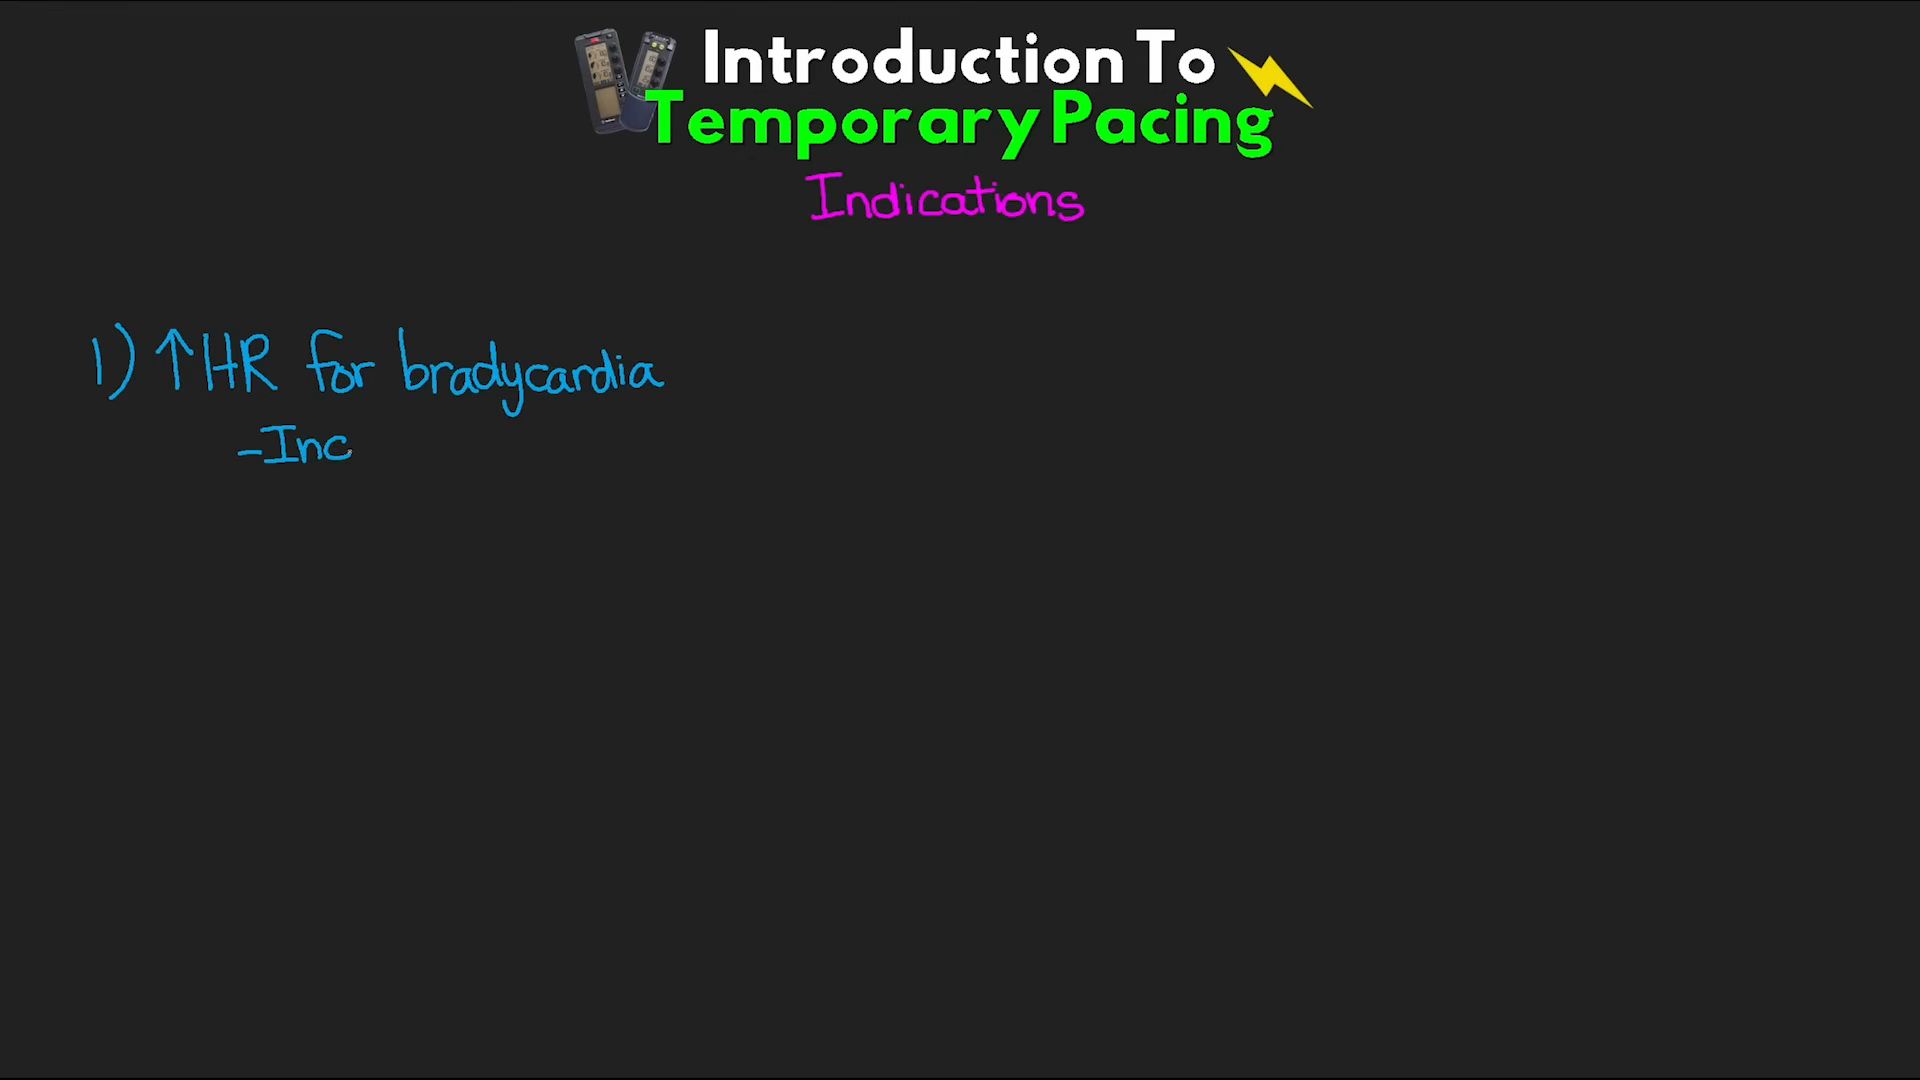 Introduction To
Temporary Pacing
Indications
1) ↑HR for bradycardia
-Inc